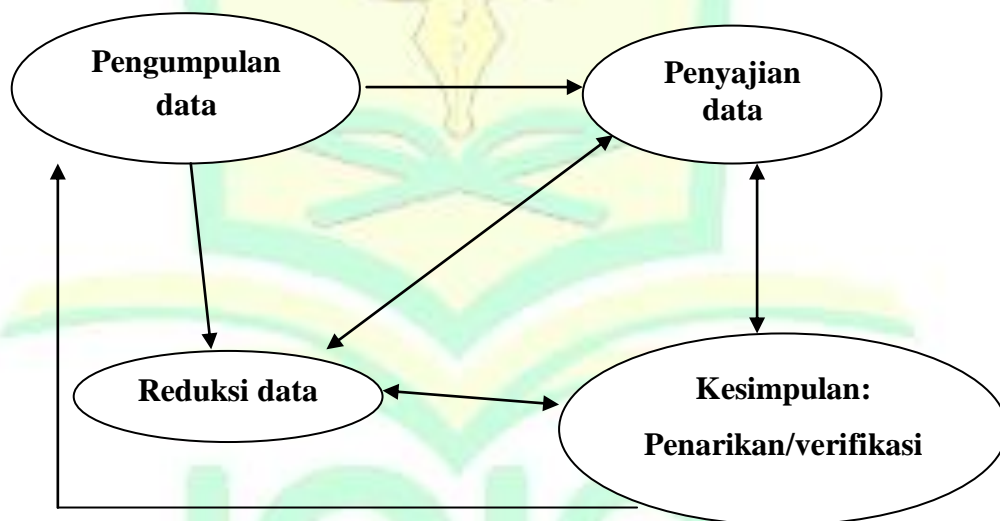 Pengumpulan
data
Penyajian
data
Reduksi data
Kesimpulan:
Penarikan/verifikasi